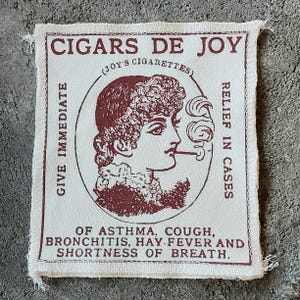 CIGARS DE JOY
(JOY'S CIGARETTES)
GIVE IMMEDIATE
RELIEF IN CASES
OF ASTHMA, COUGH,
BRONCHITIS, HAY-FEVER AND
SHORTNESS OF BREATH.